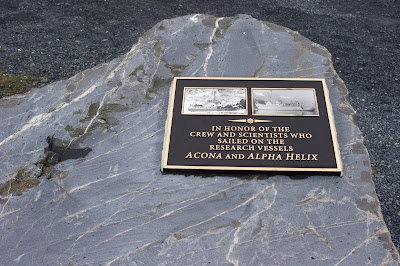 IN HONOR OF THE
CREW AND SCIENTISTS WHO
SAILED ON THE
RESEARCH VESSELS
ACONA AND ALPHA HELIX